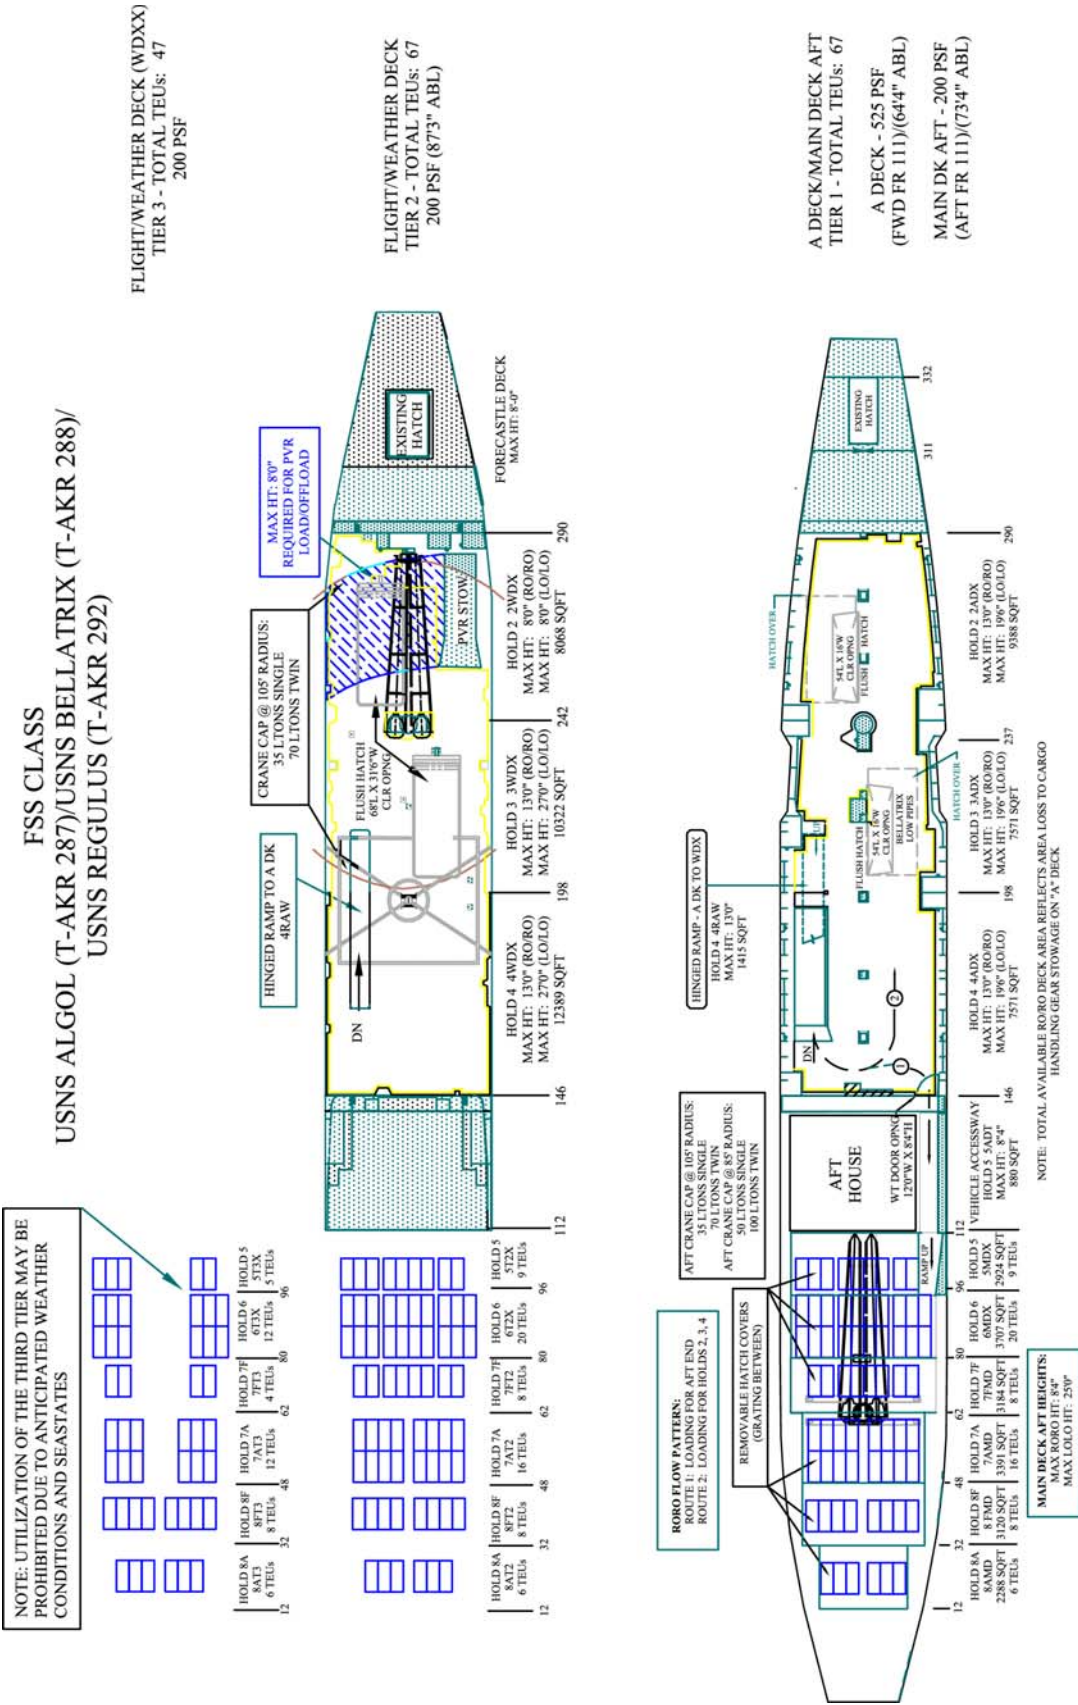 FSS CLASS
USNS ALGOL (T-AKR 287)/USNS BELLATRIX (T-AKR 288)/
USNS REGULUS (T-AKR 292)
NOTE: UTILIZATION OF THE THIRD TIER MAY BE
PROHIBITED DUE TO ANTICIPATED WEATHER
CONDITIONS AND SEASTATES
FLIGHT/WEATHER DECK (WDXX)
TIER 3 - TOTAL TEUs: 47
200 PSF
HOLD 8A
8AT3
6 TEUs
HOLD 8F
8FT3
8 TEUs
HOLD 7A
7AT3
12 TEUs
HOLD 7F
7FT3
4 TEUs
HOLD 6
6T3X
12 TEUs
HOLD 5
5T3X
5 TEUs
12
32
48
62
80
96
HINGED RAMP TO A DK
4RAW
CRANE CAP @ 105' RADIUS:
35 LTONS SINGLE
70 LTONS TWIN
MAX HT: 8'0"
REQUIRED FOR PVR
LOAD/OFFLOAD
FLIGHT/WEATHER DECK
TIER 2 - TOTAL TEUs: 67
200 PSF (87'3" ABL)
DN
FLUSH HATCH
68'L X 31'6"W
CLR OPNG
PVR STOW
EXISTING
HATCH
FORECASTLE DECK
MAX HT: 8'-0"
HOLD 8A
8AT2
6 TEUs
HOLD 8F
8FT2
8 TEUs
HOLD 7A
7AT2
16 TEUs
HOLD 7F
7FT2
8 TEUs
HOLD 6
6T2X
20 TEUs
HOLD 5
5T2X
9 TEUs
HOLD 4 4WDX
MAX HT: 13'0" (RO/RO)
MAX HT: 27'0" (LO/LO)
12389 SQFT
HOLD 3 3WDX
MAX HT: 13'0" (RO/RO)
MAX HT: 27'0" (LO/LO)
10322 SQFT
HOLD 2 2WDX
MAX HT: 8'0" (RO/RO)
MAX HT: 8'0" (LO/LO)
8068 SQFT
12
32
48
62
80
96
112
146
198
242
290
RORO FLOW PATTERN:
ROUTE 1: LOADING FOR AFT END
ROUTE 2: LOADING FOR HOLDS 2, 3, 4
AFT CRANE CAP @ 105' RADIUS:
35 LTONS SINGLE
70 LTONS TWIN
AFT CRANE CAP @ 85' RADIUS:
50 LTONS SINGLE
100 LTONS TWIN
REMOVABLE HATCH COVERS
(GRATING BETWEEN)
HINGED RAMP - A DK TO WDX
HOLD 4 4RAW
MAX HT: 13'0"
1415 SQFT
HATCH OVER
A DECK/MAIN DECK AFT
TIER 1 - TOTAL TEUs: 67
A DECK - 525 PSF
(FWD FR 111)/(64'4" ABL)
MAIN DK AFT - 200 PSF
(AFT FR 111)/(73'4" ABL)
AFT
HOUSE
WT DOOR OPNG
12'0"W X 8'4"H
RAMP UP
DN
UP
1
2
FLUSH HATCH
54'L X 16'W
CLR OPNG
BELLATRIX
LOW PIPES
HATCH OVER
54'L X 16'W
CLR OPNG
FLUSH HATCH
EXISTING
HATCH
12
32
48
62
80
96
112
146
198
237
290
311
332
HOLD 8A
8AMD
2288 SQFT
6 TEUs
HOLD 8F
8 FMD
3120 SQFT
8 TEUs
HOLD 7A
7AMD
3391 SQFT
16 TEUs
HOLD 7F
7FMD
3184 SQFT
8 TEUs
HOLD 6
6MDX
3707 SQFT
20 TEUs
HOLD 5
5MDX
2924 SQFT
9 TEUs
VEHICLE ACCESSWAY
HOLD 5 5ADT
MAX HT: 8'4"
880 SQFT
HOLD 4 4ADX
MAX HT: 13'0" (RO/RO)
MAX HT: 19'6" (LO/LO)
7571 SQFT
HOLD 3 3ADX
MAX HT: 13'0" (RO/RO)
MAX HT: 19'6" (LO/LO)
7571 SQFT
HOLD 2 2ADX
MAX HT: 13'0" (RO/RO)
MAX HT: 19'6" (LO/LO)
9388 SQFT
MAIN DECK AFT HEIGHTS:
MAX RORO HT: 8'4"
MAX LOLO HT: 25'0"
NOTE: TOTAL AVAILABLE RO/RO DECK AREA REFLECTS AREA LOSS TO CARGO
HANDLING GEAR STOWAGE ON "A" DECK